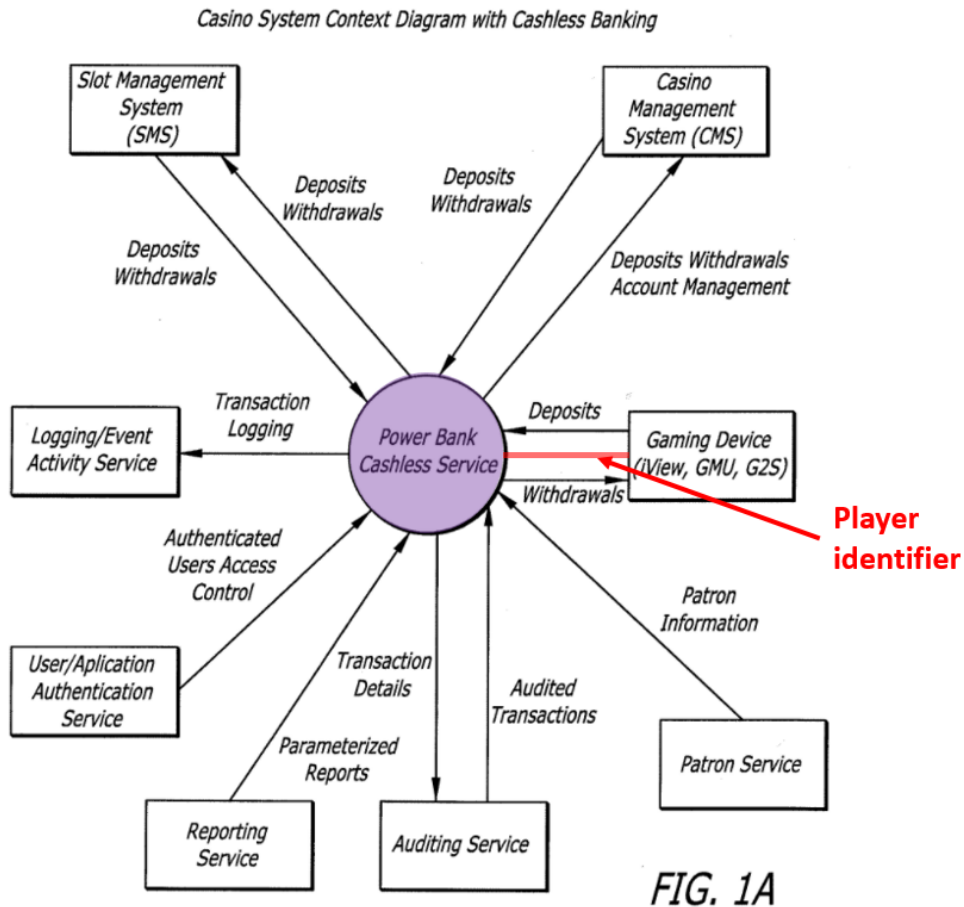 Casino System Context Diagram with Cashless Banking
Slot Management
System
(SMS)
Casino
Management
System (CMS)
Deposits
Withdrawals
Deposits
Withdrawals
Deposits
Withdrawals
Deposits Withdrawals
Account Management
Transaction
Logging
Logging/Event
Activity Service
Power Bank
Cashless Service
Deposits
Gaming Device
(iView, GMU, G2S)
Withdrawals
Player
identifier
Authenticated
Users Access
Control
Patron
Information
User/Aplication
Authentication
Service
Transaction
Details
Audited
Transactions
Parameterized
Reports
Patron Service
Reporting
Service
Auditing Service
FIG. 1A